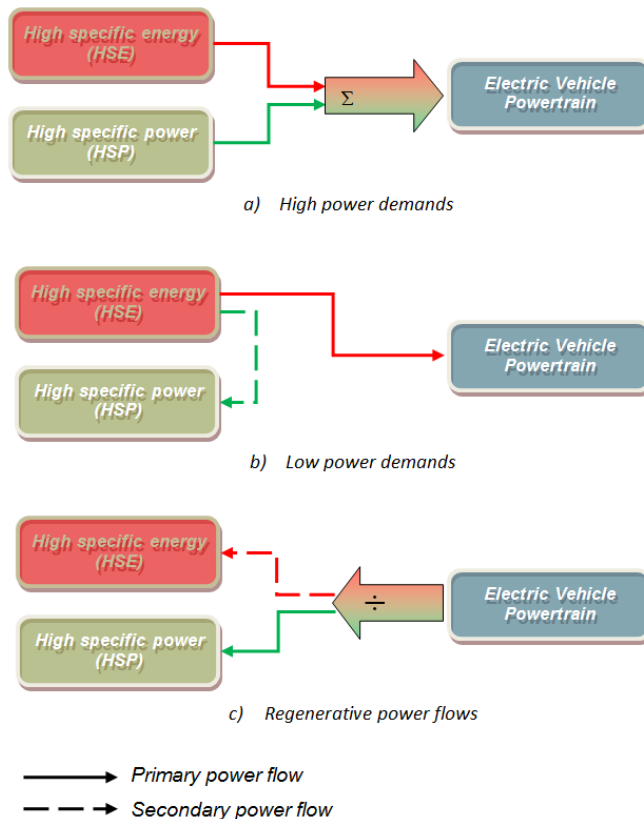 High specific energy
(HSE)
Σ
Electric Vehicle
Powertrain
High specific power
(HSP)
a) High power demands
High specific energy
(HSE)
Electric Vehicle
Powertrain
High specific power
(HSP)
b) Low power demands
High specific energy
(HSE)
÷
Electric Vehicle
Powertrain
High specific power
(HSP)
c) Regenerative power flows
Primary power flow
Secondary power flow